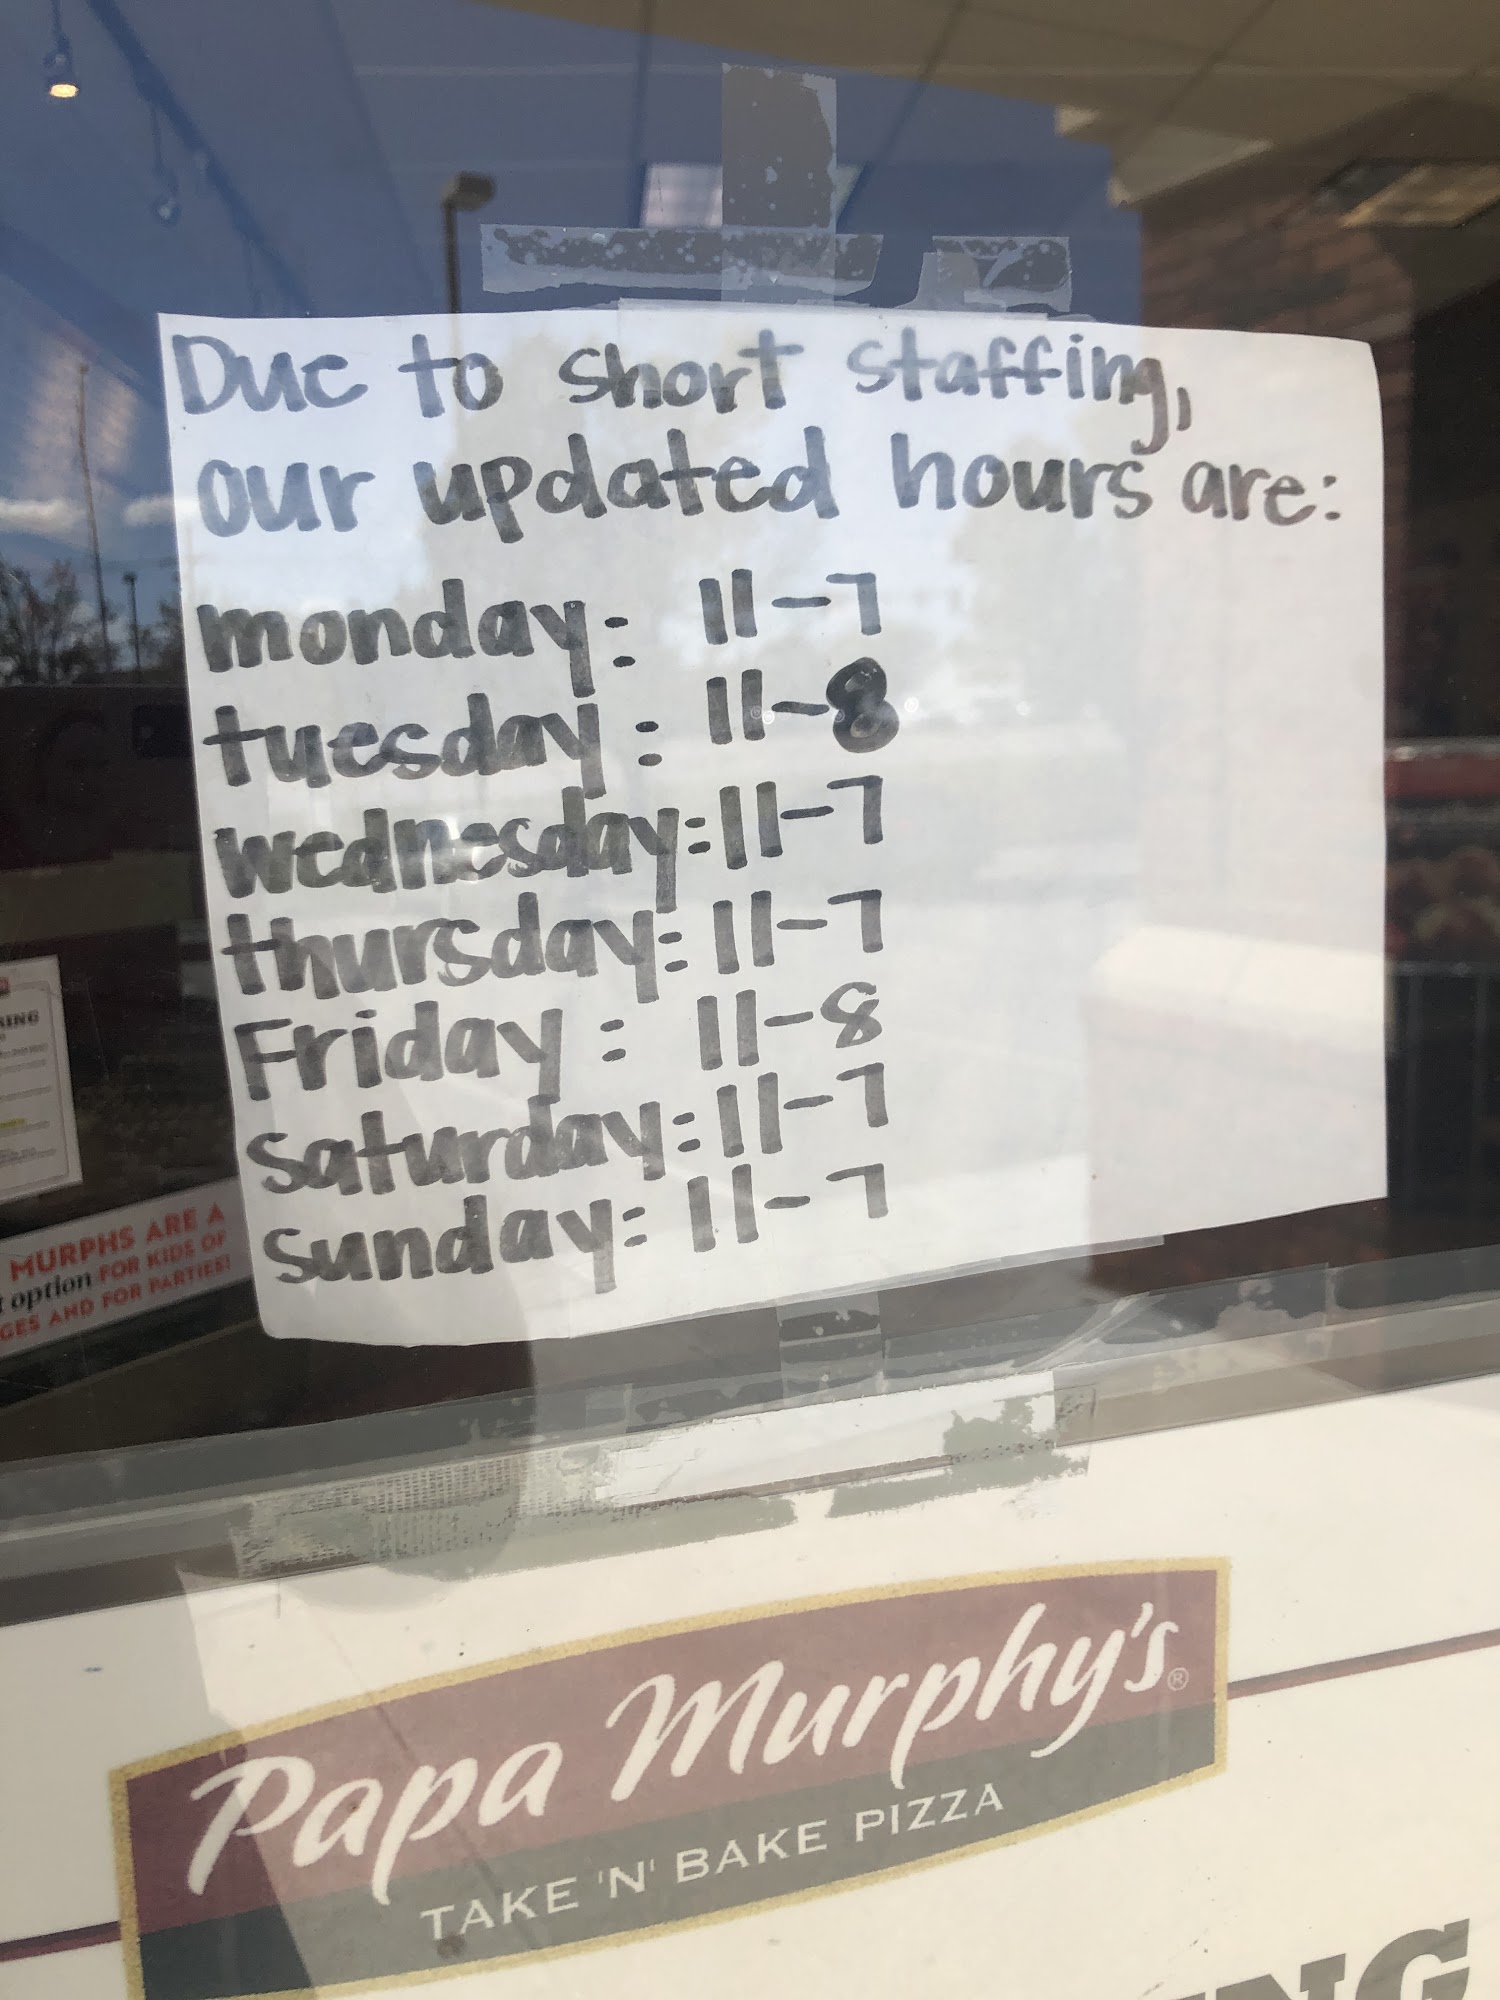 Due to short staffing,
our updated hours are:
monday: 11-7
tuesday: 11-8
wednesday: 11-7
thursday: 11-7
Friday: 11-8
saturday: 11-7
sunday: 11-7
MURPHS ARE A
option FOR KIDS OF
GES AND FOR PARTIES!
Papa Murphy's®
TAKE 'N' BAKE PIZZA
NG